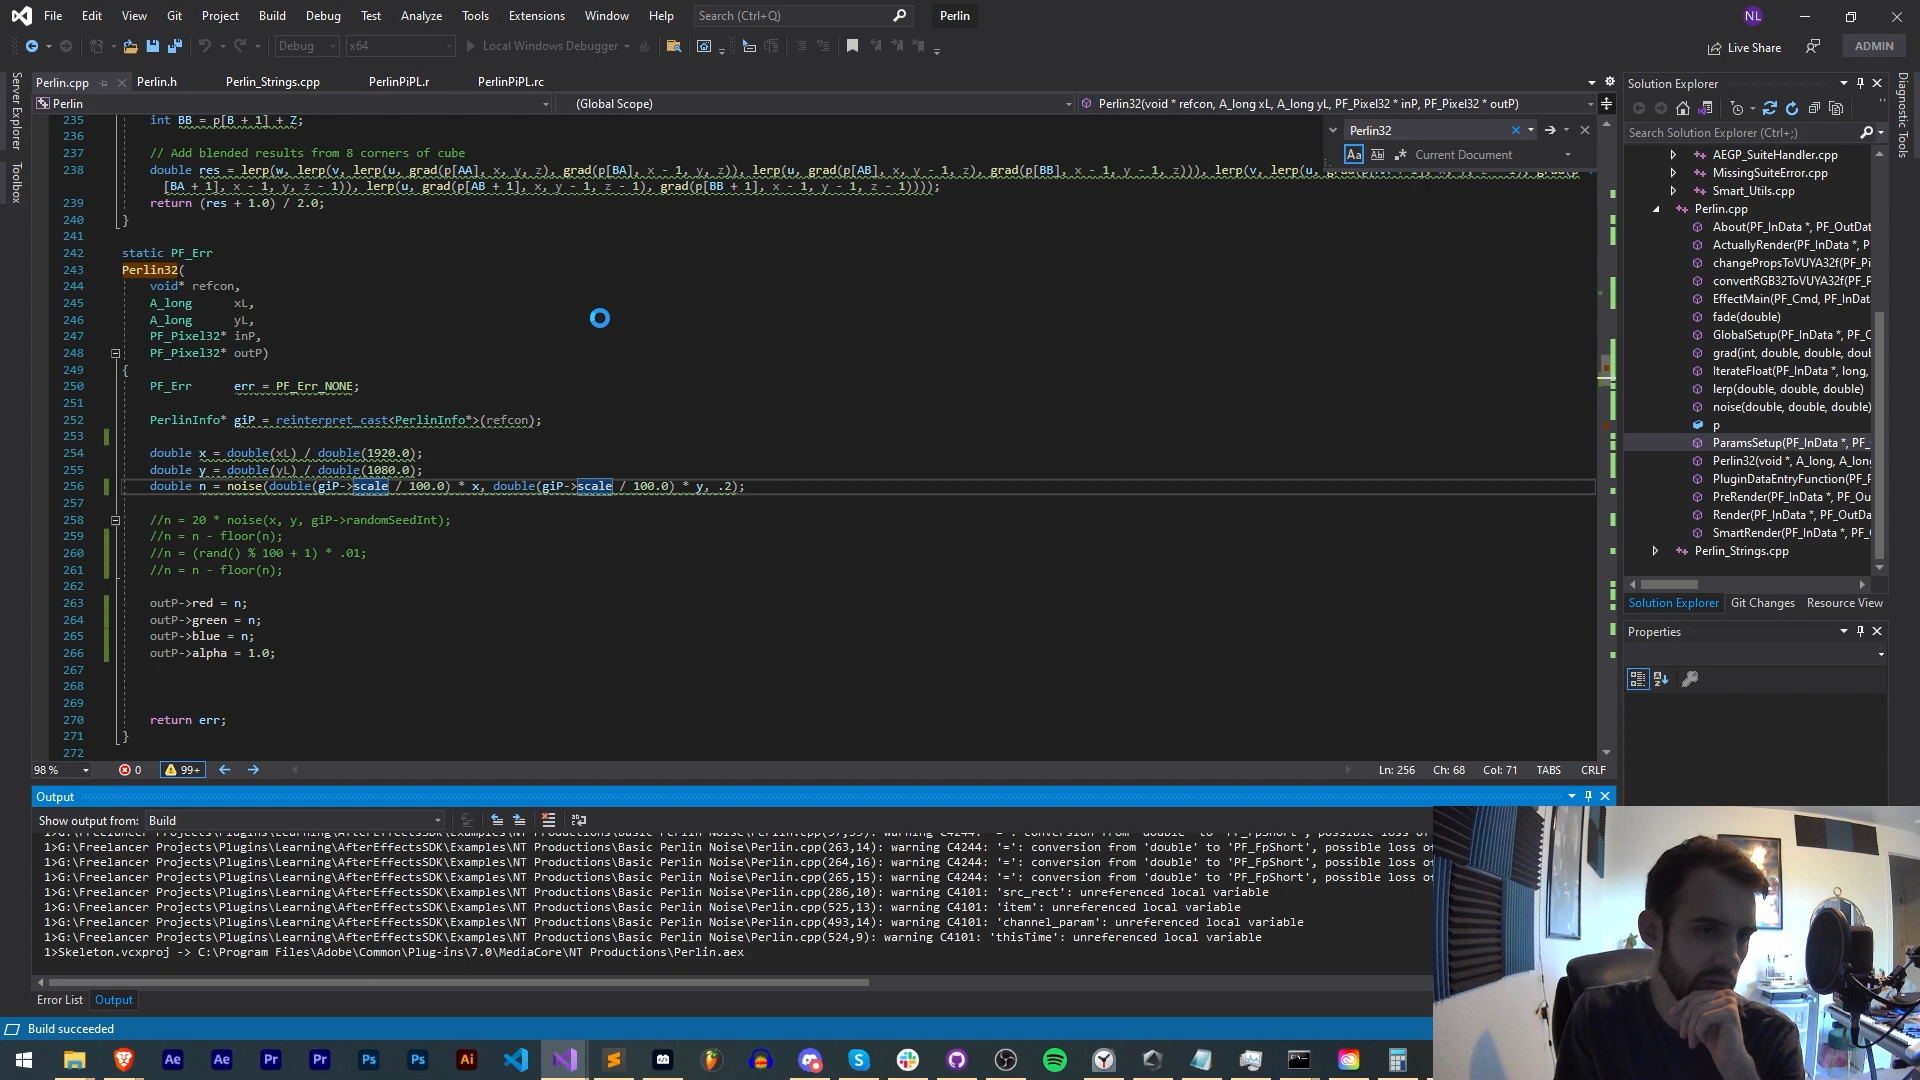 File Edit View Git Project Build Debug Test Analyze Tools Extensions Window Help Search (Ctrl+Q) Perlin NL
Debug x64 Local Windows Debugger Live Share ADMIN
Server Explorer
Toolbox
Perlin.cpp Perlin.h Perlin_Strings.cpp PerlinPiPL.r PerlinPiPL.rc
Perlin (Global Scope) Perlin32(void * refcon, A_long xL, A_long yL, PF_Pixel32 * inP, PF_Pixel32 * outP)
Perlin32
Aa Ab Current Document
235 int BB = p[B + 1] + Z;
236
237 // Add blended results from 8 corners of cube
238 double res = lerp(w, lerp(v, lerp(u, grad(p[AA], x, y, z), grad(p[BA], x - 1, y, z)), lerp(u, grad(p[AB], x, y - 1, z), grad(p[BB], x - 1, y - 1, z))), lerp(v, lerp(u,
[BA + 1], x - 1, y, z - 1)), lerp(u, grad(p[AB + 1], x, y - 1, z - 1), grad(p[BB + 1], x - 1, y - 1, z - 1))));
239 return (res + 1.0) / 2.0;
240 }
241
242 static PF_Err
243 Perlin32(
244 void* refcon,
245 A_long xL,
246 A_long yL,
247 PF_Pixel32* inP,
248 PF_Pixel32* outP)
249 {
250 PF_Err err = PF_Err_NONE;
251
252 PerlinInfo* giP = reinterpret_cast<PerlinInfo*>(refcon);
253
254 double x = double(xL) / double(1920.0);
255 double y = double(yL) / double(1080.0);
256 double n = noise(double(giP->scale / 100.0) * x, double(giP->scale / 100.0) * y, .2);
257
258 //n = 20 * noise(x, y, giP->randomSeedInt);
259 //n = n - floor(n);
260 //n = (rand() % 100 + 1) * .01;
261 //n = n - floor(n);
262
263 outP->red = n;
264 outP->green = n;
265 outP->blue = n;
266 outP->alpha = 1.0;
267
268
269
270 return err;
271 }
272
98 % 0 99+ Ln: 256 Ch: 68 Col: 71 TABS CRLF
Output
Show output from: Build
1>G:\Freelancer Projects\Plugins\Learning\AfterEffectsSDK\Examples\NT Productions\Basic Perlin Noise\Perlin.cpp(263,14): warning C4244: '=': conversion from 'double' to 'PF_FpShort', possible loss of
1>G:\Freelancer Projects\Plugins\Learning\AfterEffectsSDK\Examples\NT Productions\Basic Perlin Noise\Perlin.cpp(264,16): warning C4244: '=': conversion from 'double' to 'PF_FpShort', possible loss of
1>G:\Freelancer Projects\Plugins\Learning\AfterEffectsSDK\Examples\NT Productions\Basic Perlin Noise\Perlin.cpp(265,15): warning C4244: '=': conversion from 'double' to 'PF_FpShort', possible loss of
1>G:\Freelancer Projects\Plugins\Learning\AfterEffectsSDK\Examples\NT Productions\Basic Perlin Noise\Perlin.cpp(286,10): warning C4101: 'src_rect': unreferenced local variable
1>G:\Freelancer Projects\Plugins\Learning\AfterEffectsSDK\Examples\NT Productions\Basic Perlin Noise\Perlin.cpp(525,13): warning C4101: 'item': unreferenced local variable
1>G:\Freelancer Projects\Plugins\Learning\AfterEffectsSDK\Examples\NT Productions\Basic Perlin Noise\Perlin.cpp(493,14): warning C4101: 'channel_param': unreferenced local variable
1>G:\Freelancer Projects\Plugins\Learning\AfterEffectsSDK\Examples\NT Productions\Basic Perlin Noise\Perlin.cpp(524,9): warning C4101: 'thisTime': unreferenced local variable
1>Skeleton.vcxproj -> C:\Program Files\Adobe\Common\Plug-ins\7.0\MediaCore\NT Productions\Perlin.aex
Error List Output
Build succeeded
Solution Explorer
Search Solution Explorer (Ctrl+;)
AEGP_SuiteHandler.cpp
MissingSuiteError.cpp
Smart_Utils.cpp
Perlin.cpp
About(PF_InData *, PF_OutDat
ActuallyRender(PF_InData *, P
changePropsToVUYA32f(PF_Pi
convertRGB32ToVUYA32f(PF_P
EffectMain(PF_Cmd, PF_InDat
fade(double)
GlobalSetup(PF_InData *, PF_O
grad(int, double, double, doub
IterateFloat(PF_InData *, long,
lerp(double, double, double)
noise(double, double, double)
p
ParamsSetup(PF_InData *, PF_
Perlin32(void *, A_long, A_long
PluginDataEntryFunction(PF_P
PreRender(PF_InData *, PF_Ou
Render(PF_InData *, PF_OutDa
SmartRender(PF_InData *, PF_
Perlin_Strings.cpp
Solution Explorer Git Changes Resource View
Properties
Diagnostic Tools
Ae Ae Pr Pr Ps Ps Ai